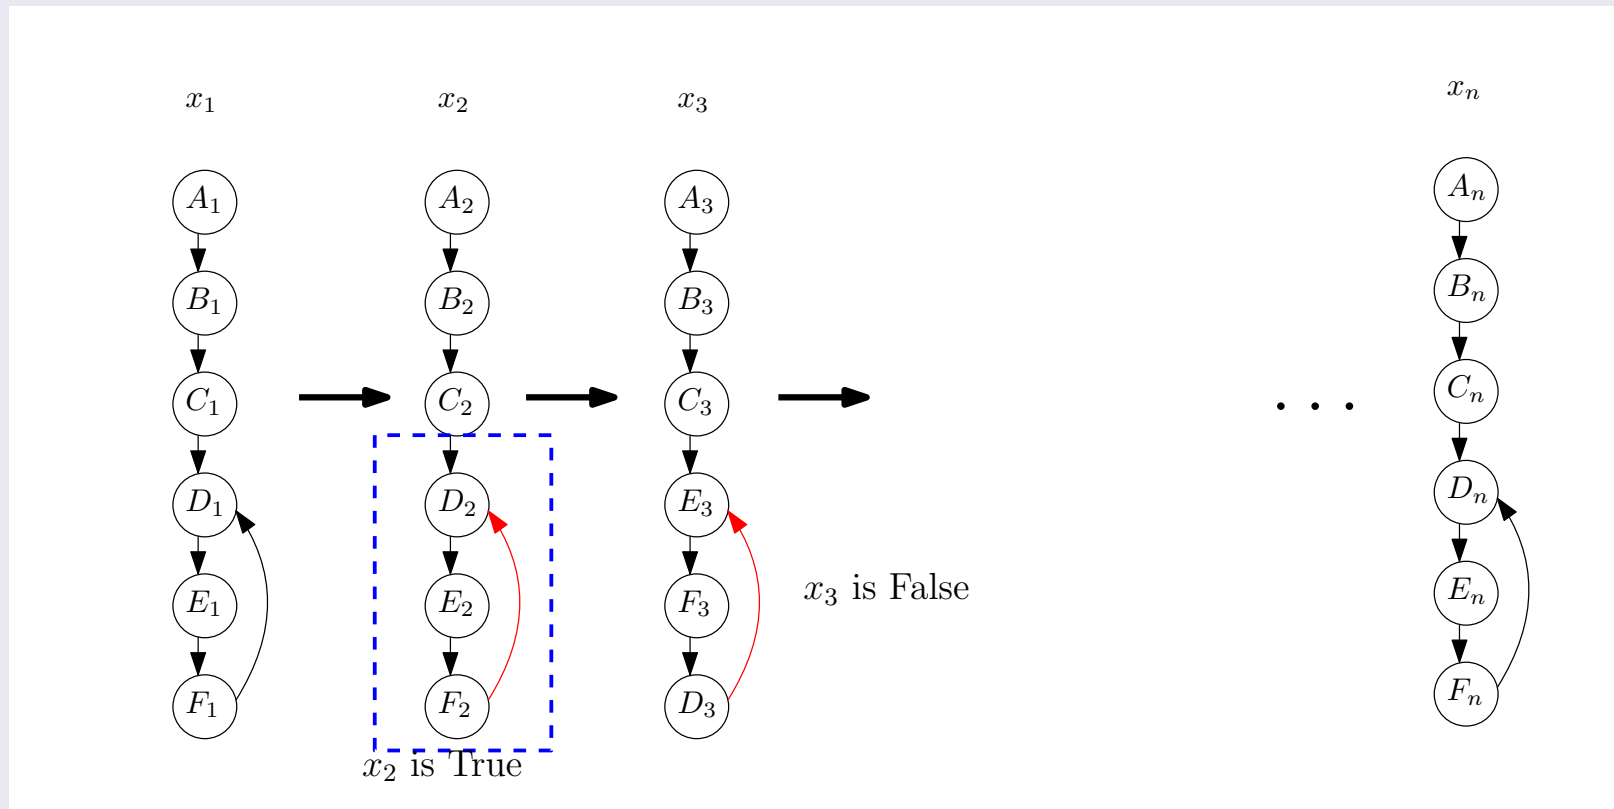 x₁ x₂ x₃ xₙ
A₁ A₂ A₃ Aₙ
B₁ B₂ B₃ Bₙ
C₁ C₂ C₃ . . . Cₙ
D₁ D₂ E₃ Dₙ
E₁ E₂ F₃ x₃ is False Eₙ
F₁ F₂ D₃ Fₙ
x₂ is True